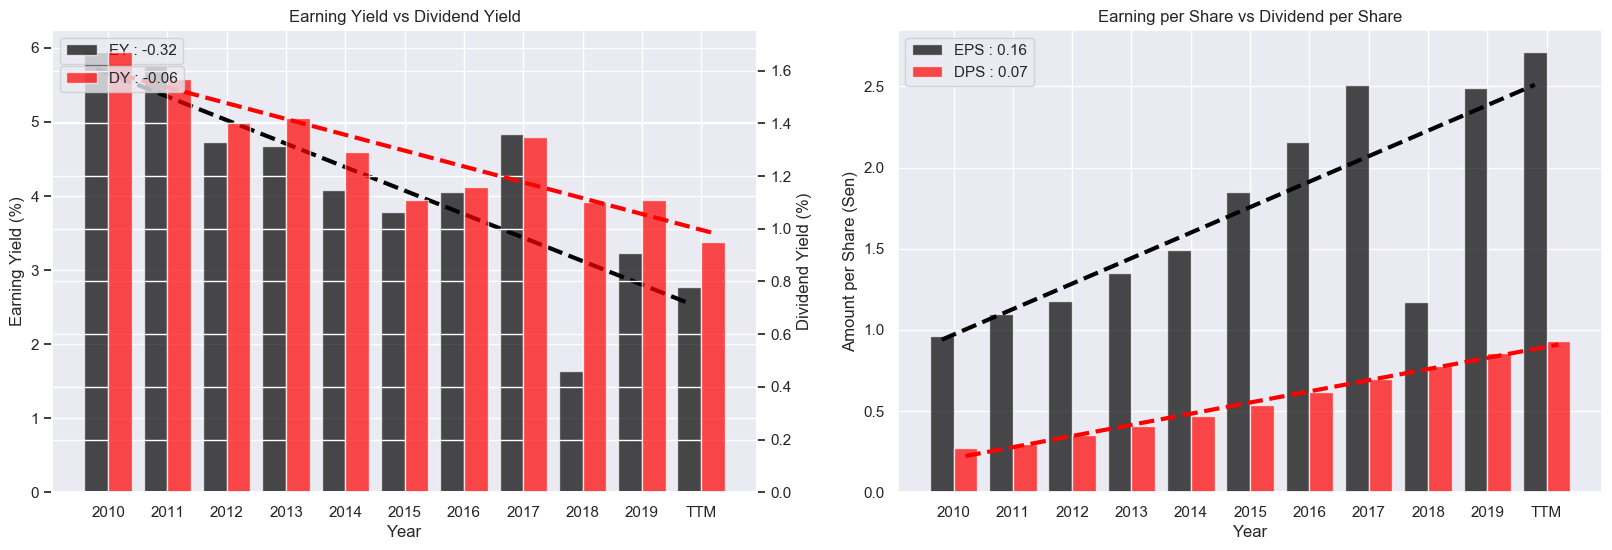 Earning Yield vs Dividend Yield
EY : -0.32
DY : -0.06
6
5
4
3
2
1
0
Earning Yield (%)
1.6
1.4
1.2
1.0
0.8
0.6
0.4
0.2
0.0
Dividend Yield (%)
2010 2011 2012 2013 2014 2015 2016 2017 2018 2019 TTM
Year
Earning per Share vs Dividend per Share
EPS : 0.16
DPS : 0.07
2.5
2.0
1.5
1.0
0.5
0.0
Amount per Share (Sen)
2010 2011 2012 2013 2014 2015 2016 2017 2018 2019 TTM
Year